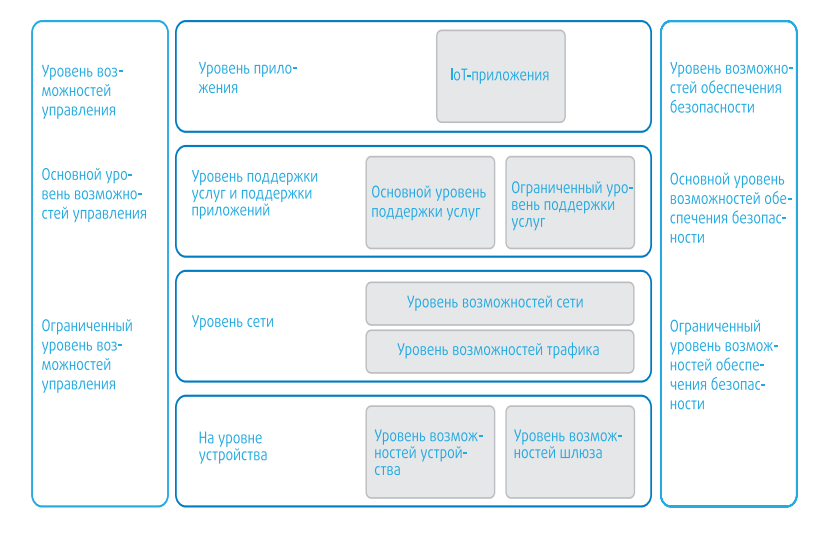 Уровень воз-
можностей
управления
Основной уро-
вень возможно-
стей управления
Ограниченный
уровень воз-
можностей
управления
Уровень прило-
жения
IoT-приложения
Уровень поддержки
услуг и поддержки
приложений
Основной уровень
поддержки услуг
Ограниченный уро-
вень поддержки
услуг
Уровень сети
Уровень возможностей сети
Уровень возможностей трафика
На уровне
устройства
Уровень возмож-
ностей устрой-
ства
Уровень возмож-
ностей шлюза
Уровень возможно-
стей обеспечения
безопасности
Основной уровень
возможностей обе-
спечения безопас-
ности
Ограниченный
уровень возмож-
ностей обеспе-
чения безопас-
ности